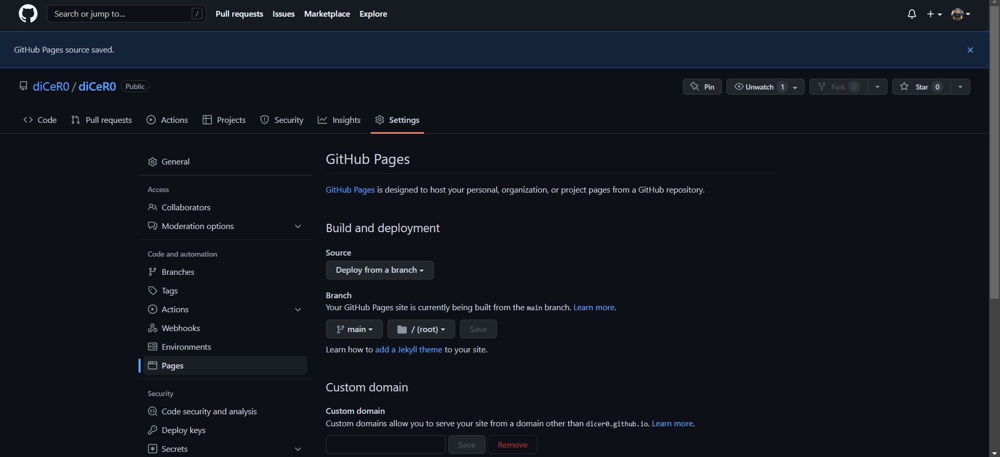 Search or jump to... /
Pull requests Issues Marketplace Explore
GitHub Pages source saved.
diCeR0 / diCeR0 Public
Pin Unwatch 1 Fork 0 Star 0
Code Pull requests Actions Projects Security Insights Settings
General
Access
Collaborators
Moderation options
Code and automation
Branches
Tags
Actions
Webhooks
Environments
Pages
Security
Code security and analysis
Deploy keys
Secrets
GitHub Pages
GitHub Pages is designed to host your personal, organization, or project pages from a GitHub repository.
Build and deployment
Source
Deploy from a branch
Branch
Your GitHub Pages site is currently being built from the main branch. Learn more.
main / (root) Save
Learn how to add a Jekyll theme to your site.
Custom domain
Custom domain
Custom domains allow you to serve your site from a domain other than dicer0.github.io. Learn more.
Save Remove